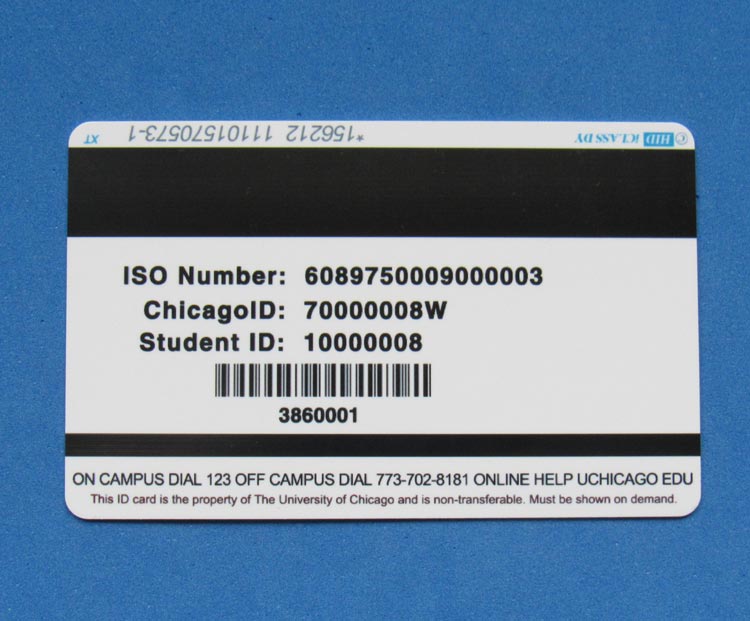 *156212 11101570573-1 XT
© HID iCLASS DY
ISO Number: 6089750009000003
ChicagoID: 70000008W
Student ID: 10000008
3860001
ON CAMPUS DIAL 123 OFF CAMPUS DIAL 773-702-8181 ONLINE HELP UCHICAGO EDU
This ID card is the property of The University of Chicago and is non-transferable. Must be shown on demand.